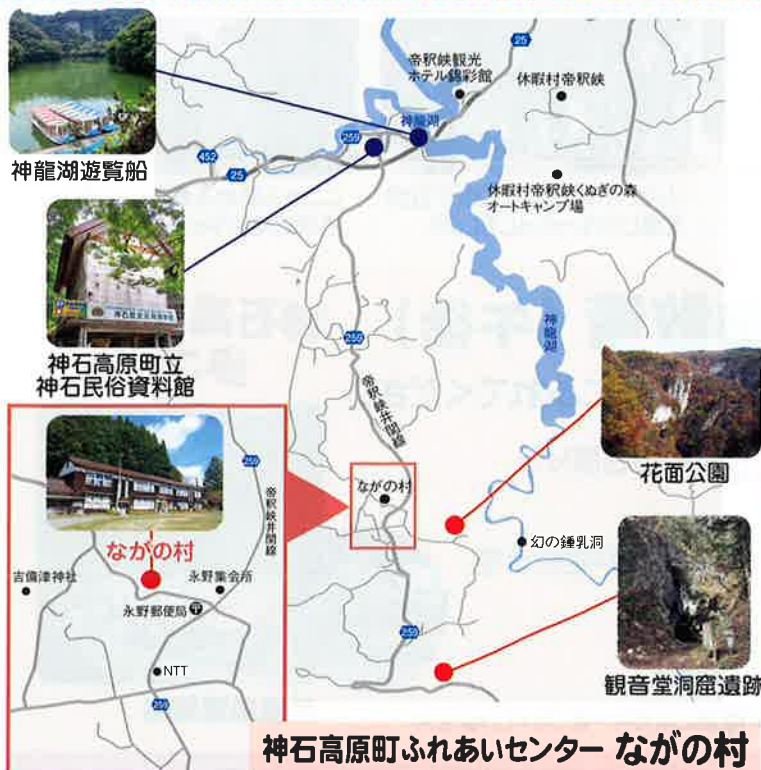 25
帝釈峡観光
ホテル錦彩館
休暇村帝釈峡
神龍湖
259
452
25
神龍湖遊覧船
休暇村帝釈峡くぬぎの森
オートキャンプ場
神石高原町立
神石民俗資料館
259
神龍湖
帝釈峡井関線
花面公園
ながの村
幻の鍾乳洞
259
観音堂洞窟遺跡
259
帝釈峡井関線
ながの村
吉備津神社
永野集会所
永野郵便局
NTT
259
神石高原町ふれあいセンター ながの村